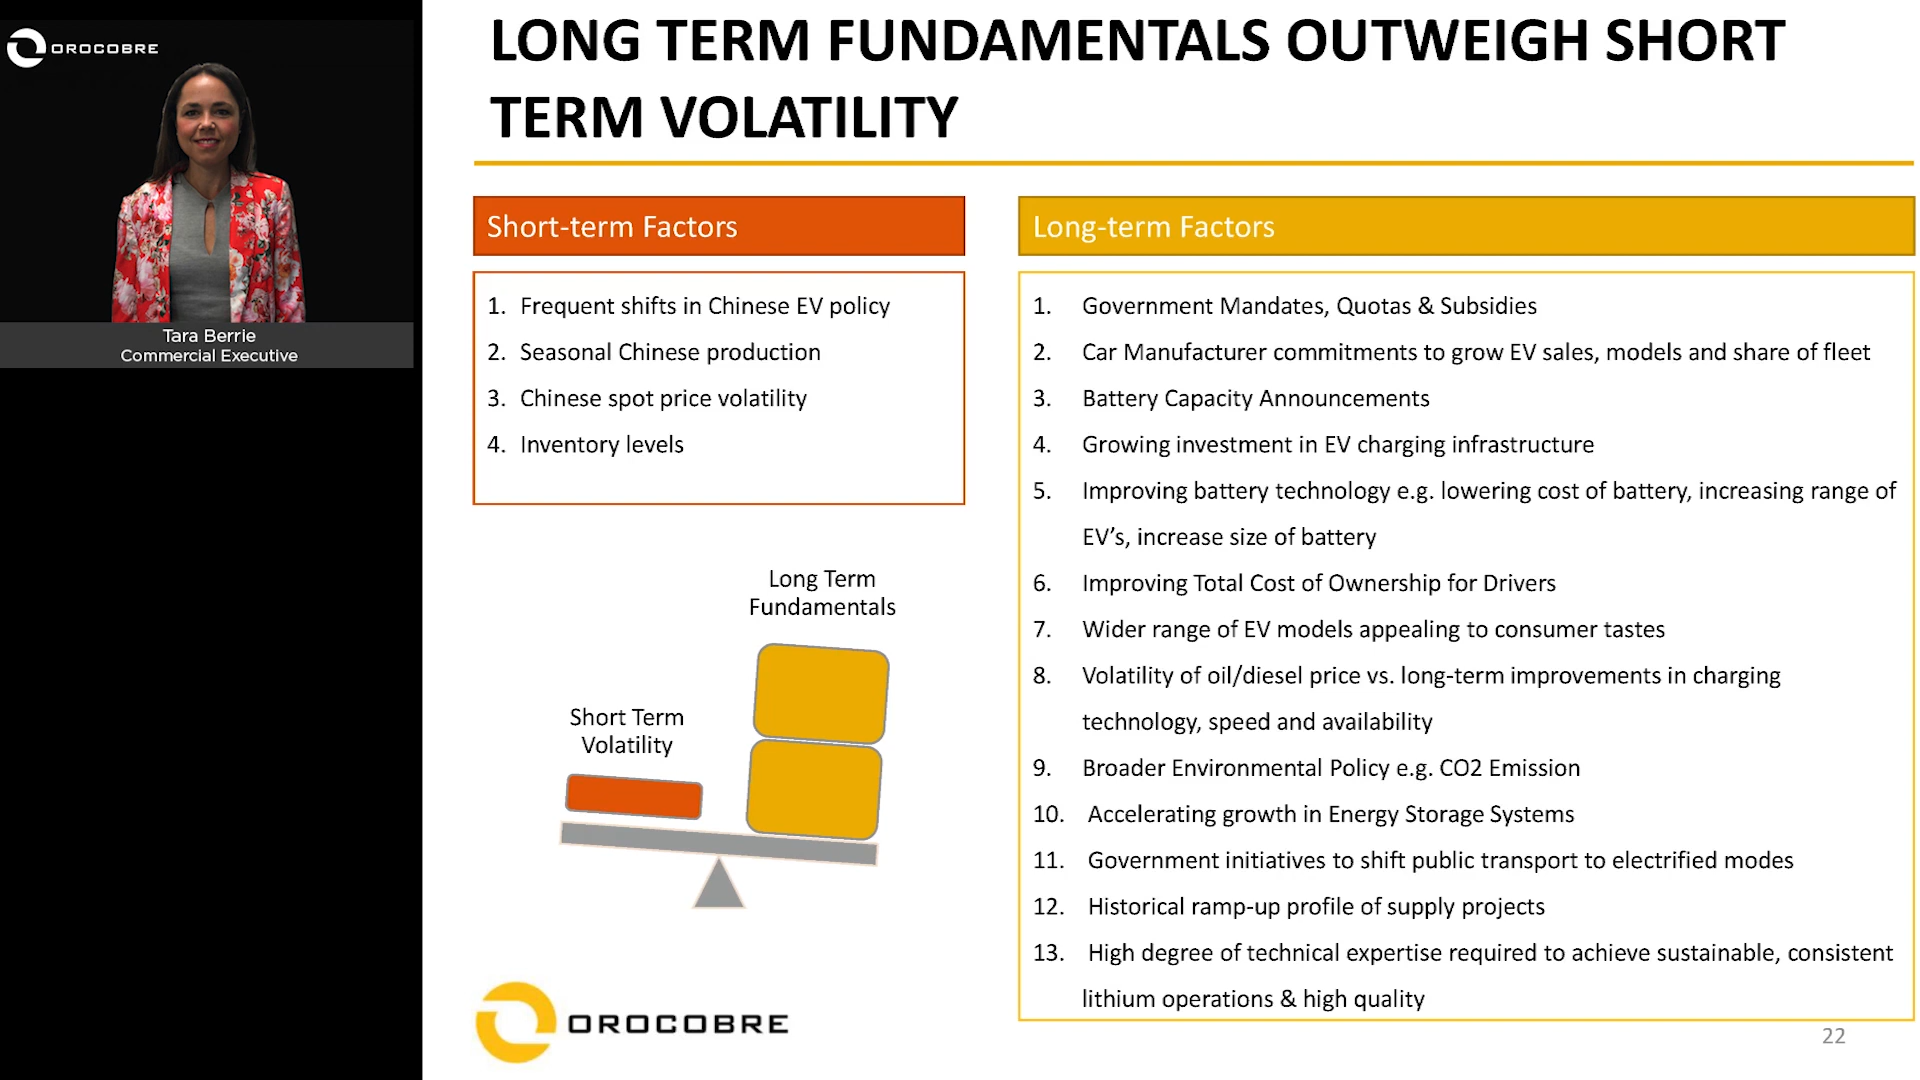 OROCOBRE
Tara Berrie
Commercial Executive
LONG TERM FUNDAMENTALS OUTWEIGH SHORT
TERM VOLATILITY
Short-term Factors
1. Frequent shifts in Chinese EV policy
2. Seasonal Chinese production
3. Chinese spot price volatility
4. Inventory levels
Long Term
Fundamentals
Short Term
Volatility
OROCOBRE
Long-term Factors
1. Government Mandates, Quotas & Subsidies
2. Car Manufacturer commitments to grow EV sales, models and share of fleet
3. Battery Capacity Announcements
4. Growing investment in EV charging infrastructure
5. Improving battery technology e.g. lowering cost of battery, increasing range of
EV’s, increase size of battery
6. Improving Total Cost of Ownership for Drivers
7. Wider range of EV models appealing to consumer tastes
8. Volatility of oil/diesel price vs. long-term improvements in charging
technology, speed and availability
9. Broader Environmental Policy e.g. CO2 Emission
10. Accelerating growth in Energy Storage Systems
11. Government initiatives to shift public transport to electrified modes
12. Historical ramp-up profile of supply projects
13. High degree of technical expertise required to achieve sustainable, consistent
lithium operations & high quality
22